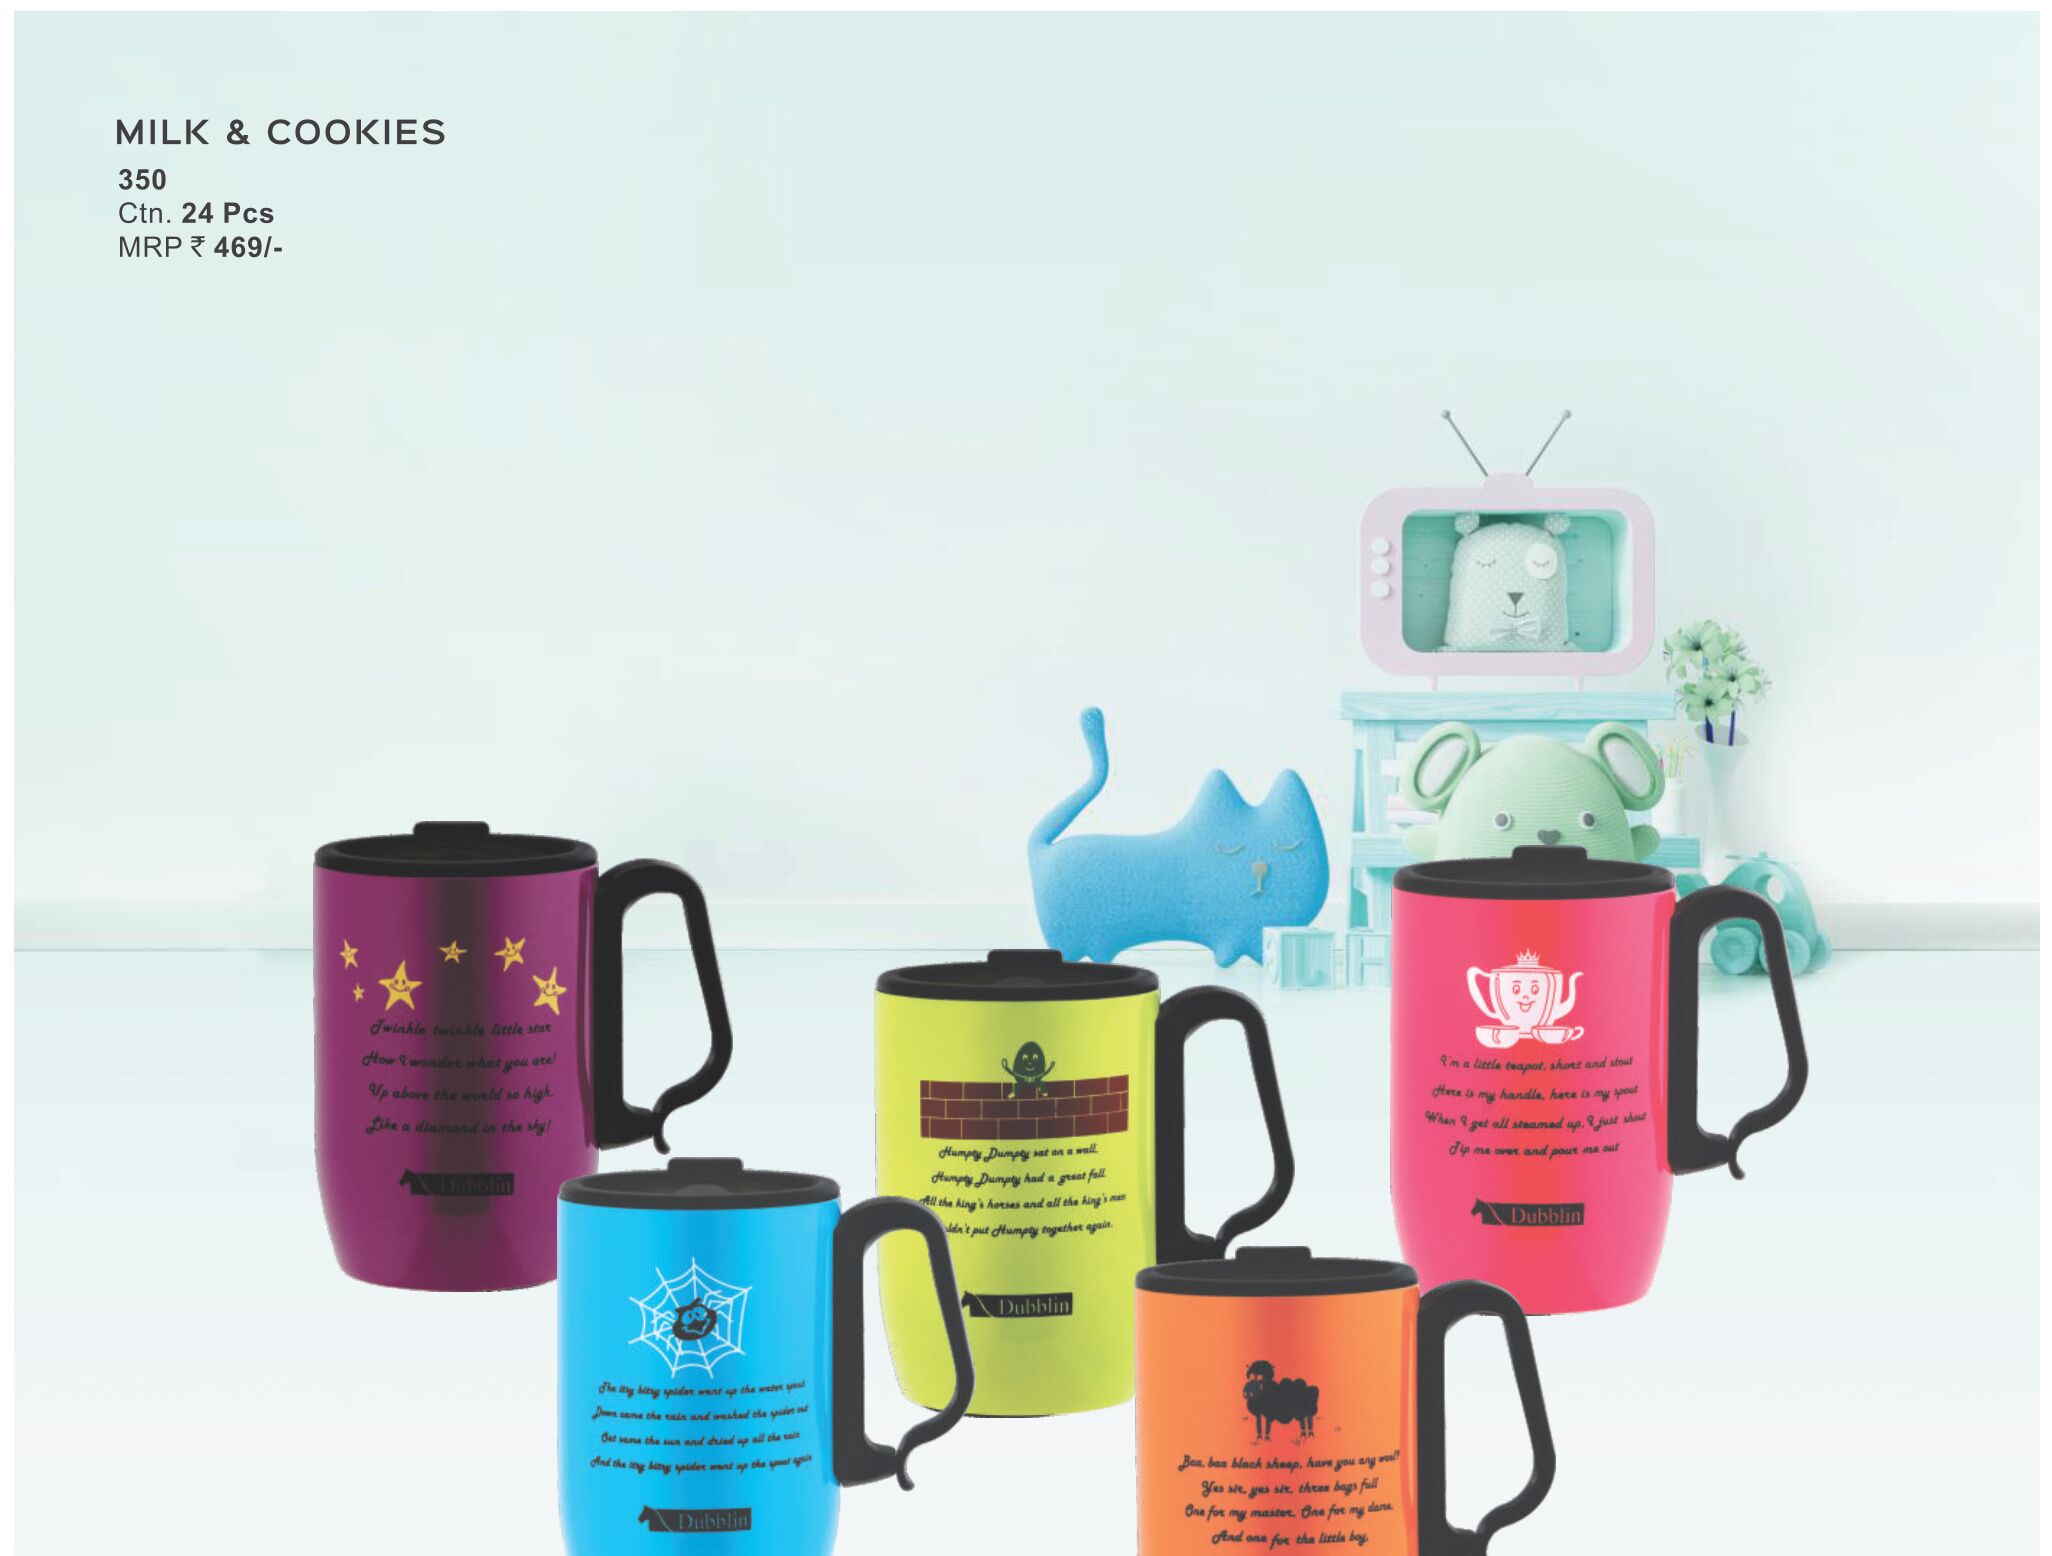 MILK & COOKIES
350
Ctn. 24 Pcs
MRP ₹ 469/-
Twinkle twinkle little star
How I wonder what you are!
Up above the world so high,
Like a diamond in the sky!
Dubblin
Humpty Dumpty sat on a wall,
Humpty Dumpty had a great fall.
All the king's horses and all the king's men
put Humpty together again.
Dubblin
I'm a little teapot, short and stout
Here is my handle, here is my spout
When I get all steamed up, I just shout
Tip me over and pour me out
Dubblin
The itsy bitsy spider went up the water spout
Down came the rain and washed the spider out
Out came the sun and dried up all the rain
And the itsy bitsy spider went up the spout again
Dubblin
Baa, baa black sheep, have you any wool?
Yes sir, yes sir, three bags full
One for my master, One for my dame,
And one for the little boy,